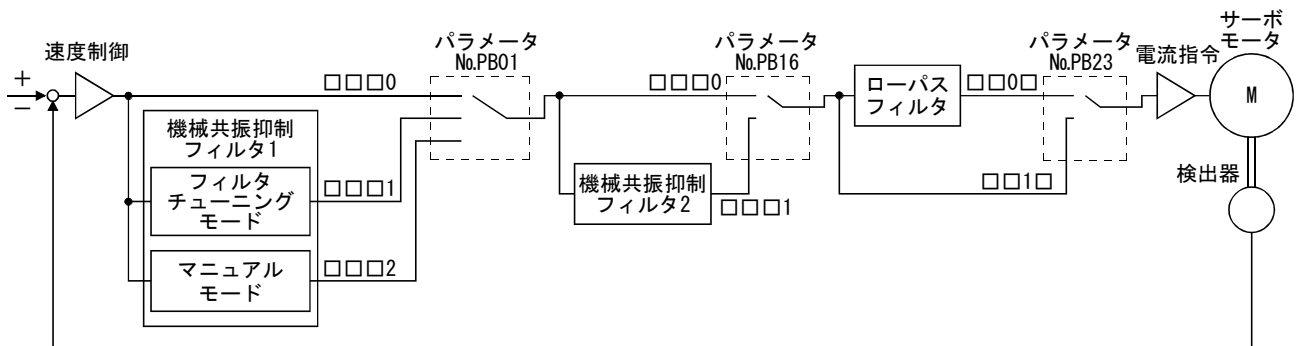 速度制御
＋
－
□□□0
機械共振抑制
フィルタ1
フィルタ
チューニング
モード
□□□1
マニュアル
モード
□□□2
パラメータ
No.PB01
□□□0
機械共振抑制
フィルタ2
□□□1
パラメータ
No.PB16
ローパス
フィルタ
□□0□
□□1□
パラメータ
No.PB23
電流指令
サーボ
モータ
M
検出器